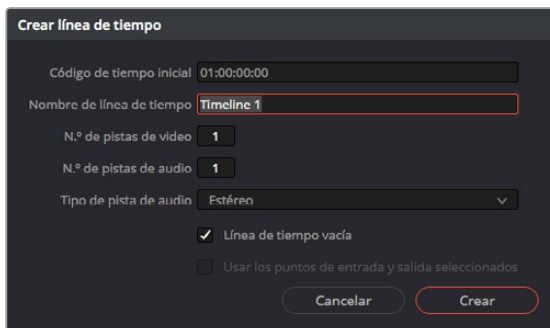 Crear línea de tiempo
Código de tiempo inicial 01:00:00:00
Nombre de línea de tiempo Timeline 1
N.º de pistas de video 1
N.º de pistas de audio 1
Tipo de pista de audio Estéreo
Línea de tiempo vacía
Usar los puntos de entrada y salida seleccionados
Cancelar Crear